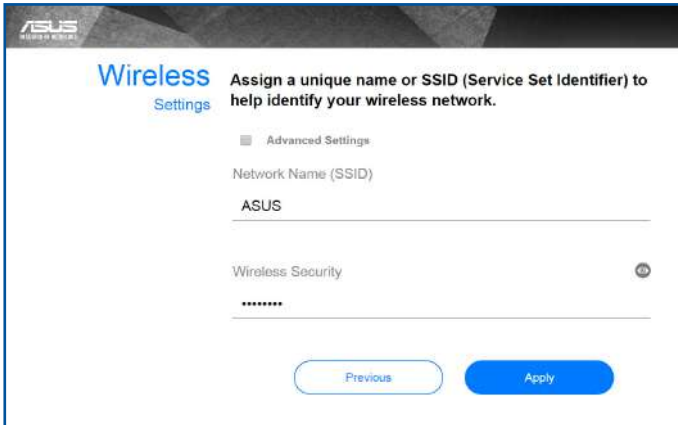 ASUS
Wireless
Settings
Assign a unique name or SSID (Service Set Identifier) to
help identify your wireless network.
Advanced Settings
Network Name (SSID)
ASUS
Wireless Security
••••••••
Previous
Apply